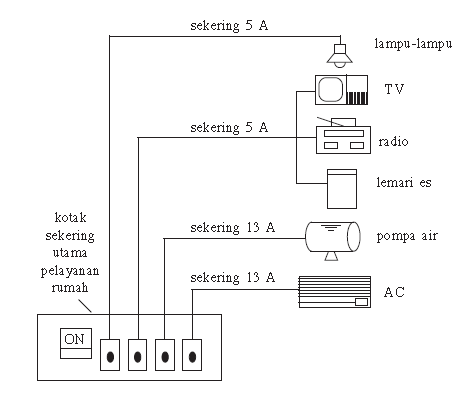 sekering 5 A
lampu-lampu
TV
sekering 5 A
radio
lemari es
kotak
sekering
utama
pelayanan
rumah
sekering 13 A
pompa air
sekering 13 A
AC
ON